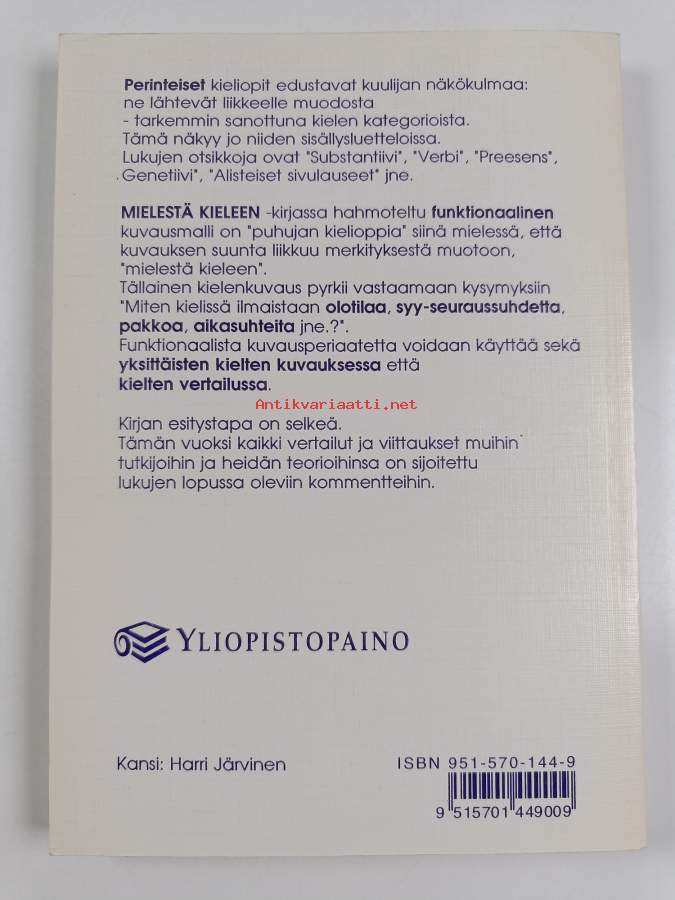 Perinteiset kieliopit edustavat kuulijan näkökulmaa:
ne lähtevät liikkeelle muodosta
- tarkemmin sanottuna kielen kategorioista.
Tämä näkyy jo niiden sisällysluetteloissa.
Lukujen otsikkoja ovat "Substantiivi", "Verbi", "Preesens",
Genetiivi", "Alisteiset sivulauseet" jne.
MIELESTÄ KIELEEN -kirjassa hahmoteltu funktionaalinen
kuvausmalli on "puhujan kielioppia" siinä mielessä, että
kuvauksen suunta liikkuu merkityksestä muotoon,
"mielestä kieleen".
Tällainen kielenkuvaus pyrkii vastaamaan kysymyksiin
"Miten kielissä ilmaistaan olotilaa, syy-seuraussuhdetta,
pakkoa, aikasuhteita jne.?".
Funktionaalista kuvausperiaatetta voidaan käyttää sekä
yksittäisten kielten kuvauksessa että
kielten vertailussa.
Antikvariaatti.net
Kirjan esitystapa on selkeä.
Tämän vuoksi kaikki vertailut ja viittaukset muihin
tutkijoihin ja heidän teorioihinsa on sijoitettu
lukujen lopussa oleviin kommentteihin.
YLIOPISTOPAINO
Kansi: Harri Järvinen
ISBN 951-570-144-9
9 515701 449009